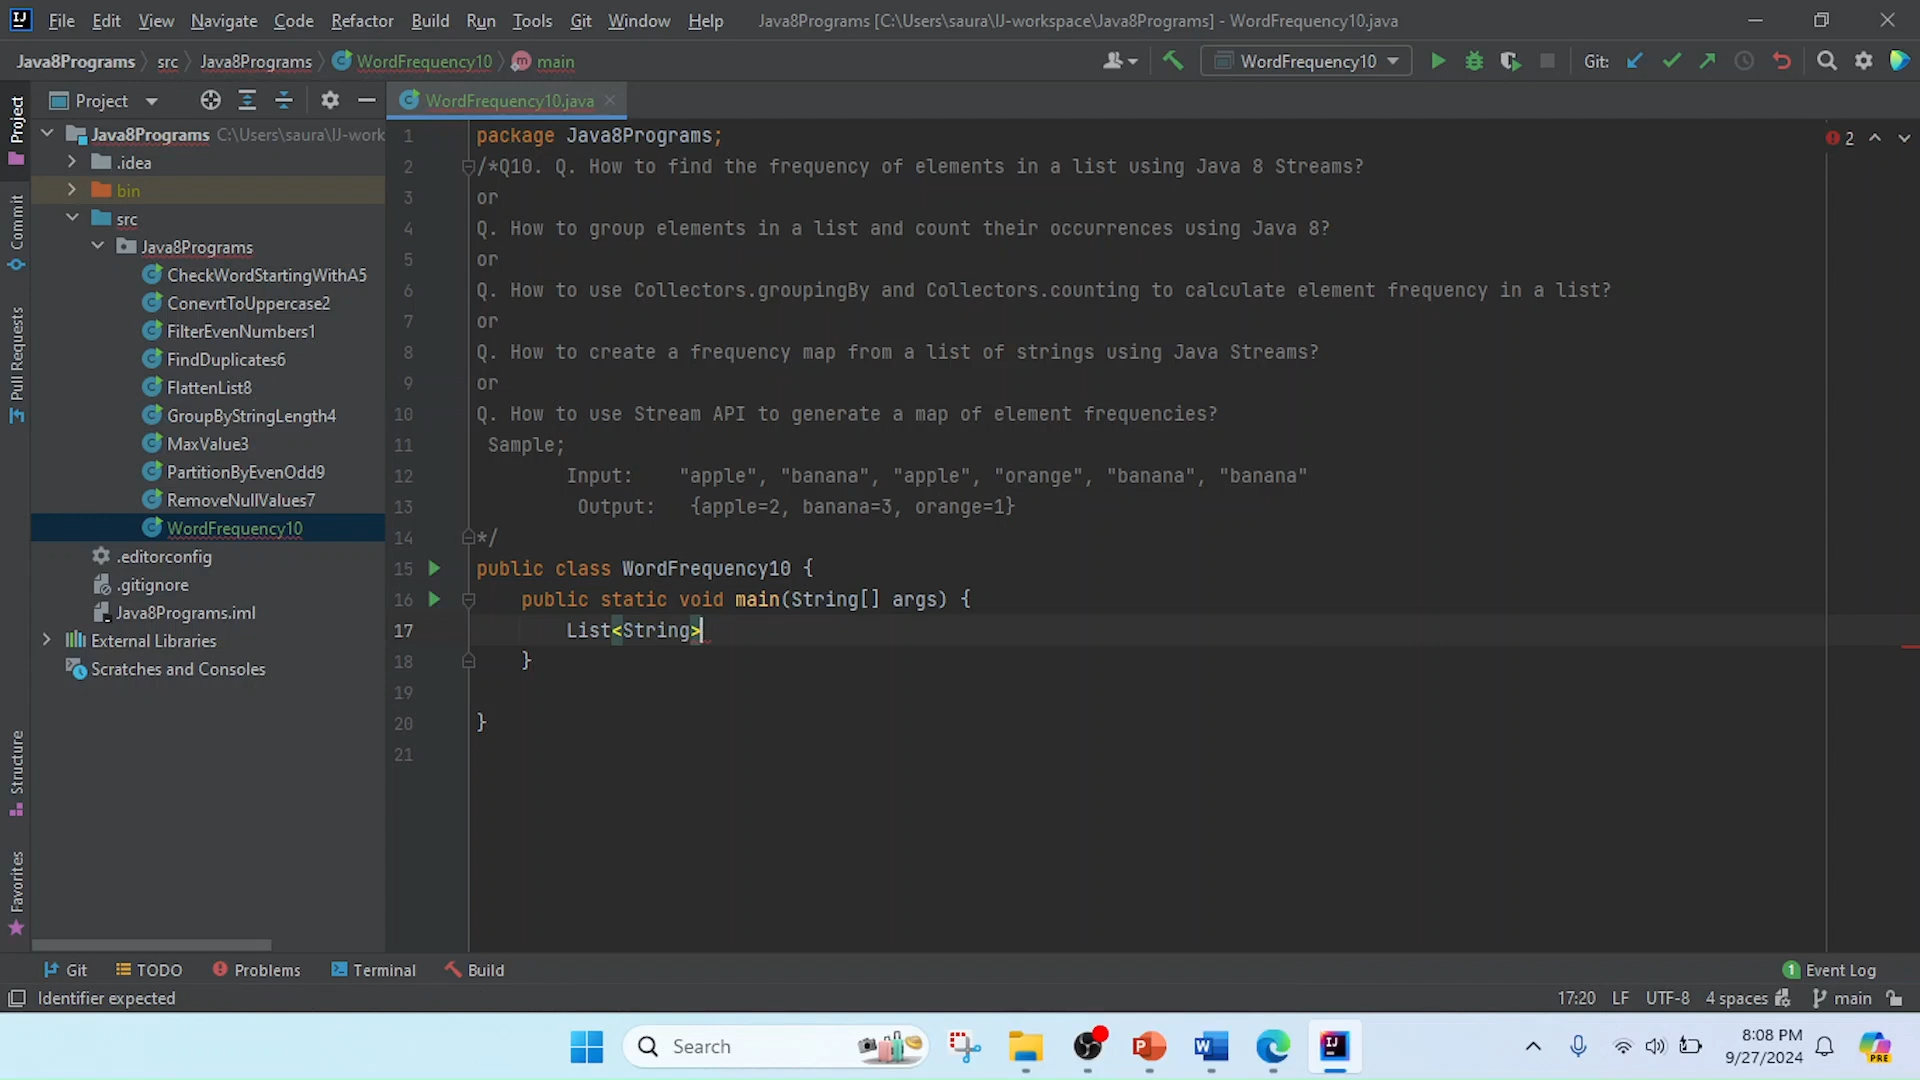 File Edit View Navigate Code Refactor Build Run Tools Git Window Help Java8Programs [C:\Users\saura\IJ-workspace\Java8Programs] - WordFrequency10.java
Java8Programs src Java8Programs WordFrequency10 main WordFrequency10 Git:
Project WordFrequency10.java
Project
Commit
Pull Requests
Structure
Favorites
Java8Programs C:\Users\saura\IJ-work
.idea
bin
src
Java8Programs
CheckWordStartingWithA5
ConevrtToUppercase2
FilterEvenNumbers1
FindDuplicates6
FlattenList8
GroupByStringLength4
MaxValue3
PartitionByEvenOdd9
RemoveNullValues7
WordFrequency10
.editorconfig
.gitignore
Java8Programs.iml
External Libraries
Scratches and Consoles
1 package Java8Programs; 2
2 /*Q10. Q. How to find the frequency of elements in a list using Java 8 Streams?
3 or
4 Q. How to group elements in a list and count their occurrences using Java 8?
5 or
6 Q. How to use Collectors.groupingBy and Collectors.counting to calculate element frequency in a list?
7 or
8 Q. How to create a frequency map from a list of strings using Java Streams?
9 or
10 Q. How to use Stream API to generate a map of element frequencies?
11 Sample;
12 Input: "apple", "banana", "apple", "orange", "banana", "banana"
13 Output: {apple=2, banana=3, orange=1}
14 */
15 public class WordFrequency10 {
16 public static void main(String[] args) {
17 List<String>
18 }
19
20 }
21
Git TODO Problems Terminal Build 1 Event Log
Identifier expected 17:20 LF UTF-8 4 spaces main
Search 8:08 PM
9/27/2024
PRE